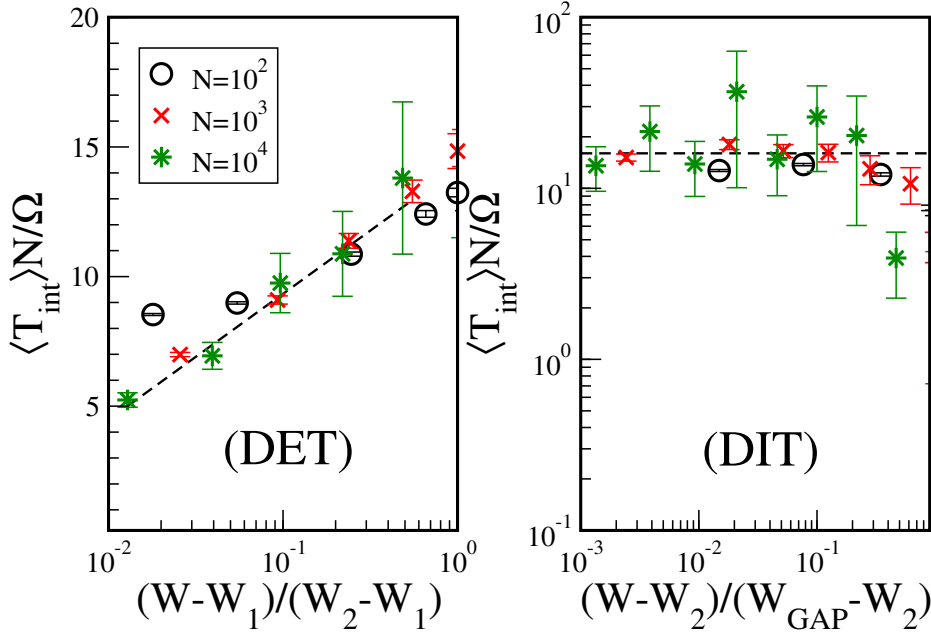 20
15
10
5
⟨T_int⟩N/Ω
N=10^2
N=10^3
N=10^4
(DET)
10^-2
10^-1
10^0
(W-W_1)/(W_2-W_1)
10^2
10^1
10^0
10^-1
⟨T_int⟩N/Ω
(DIT)
10^-3
10^-2
10^-1
(W-W_2)/(W_GAP-W_2)